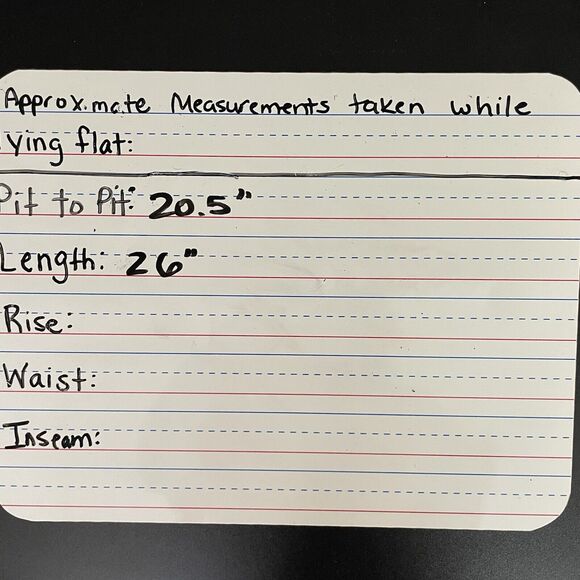 Approximate Measurements taken while
ying flat:
Pit to Pit: 20.5"
Length: 26"
Rise:
Waist:
Inseam: